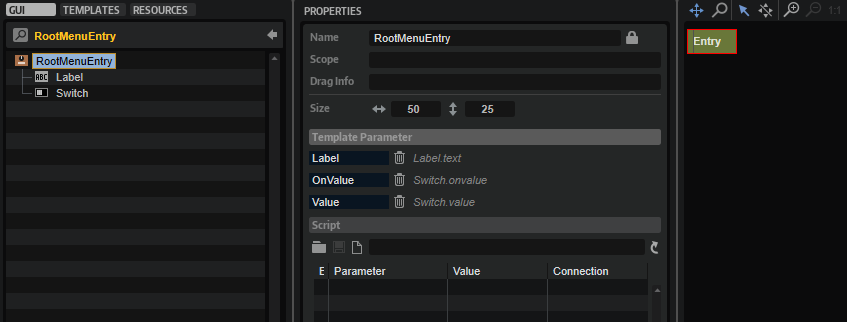 GUI TEMPLATES RESOURCES
RootMenuEntry
RootMenuEntry
ABC Label
Switch
PROPERTIES
Name RootMenuEntry
Scope
Drag Info
Size 50 25
Template Parameter
Label Label.text
OnValue Switch.onvalue
Value Switch.value
Script
E Parameter Value Connection
1:1
Entry